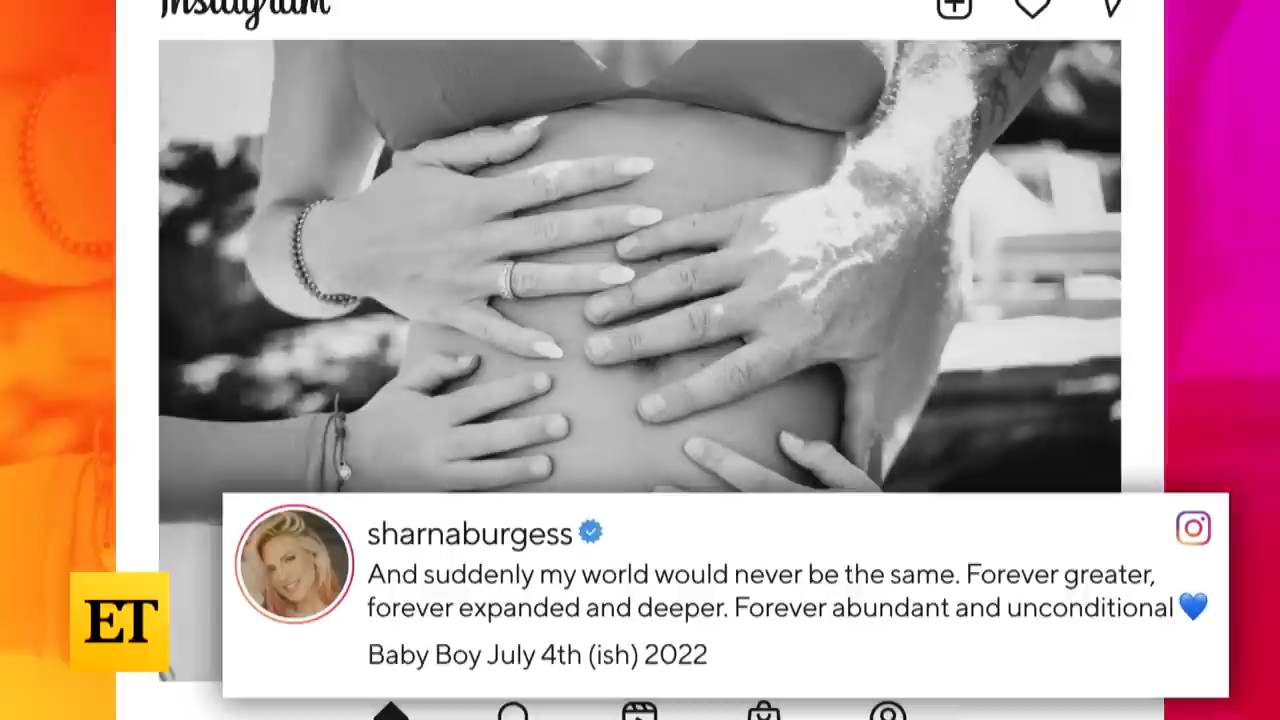 Instagram
sharnaburgess
And suddenly my world would never be the same. Forever greater,
forever expanded and deeper. Forever abundant and unconditional💙
Baby Boy July 4th (ish) 2022
ET